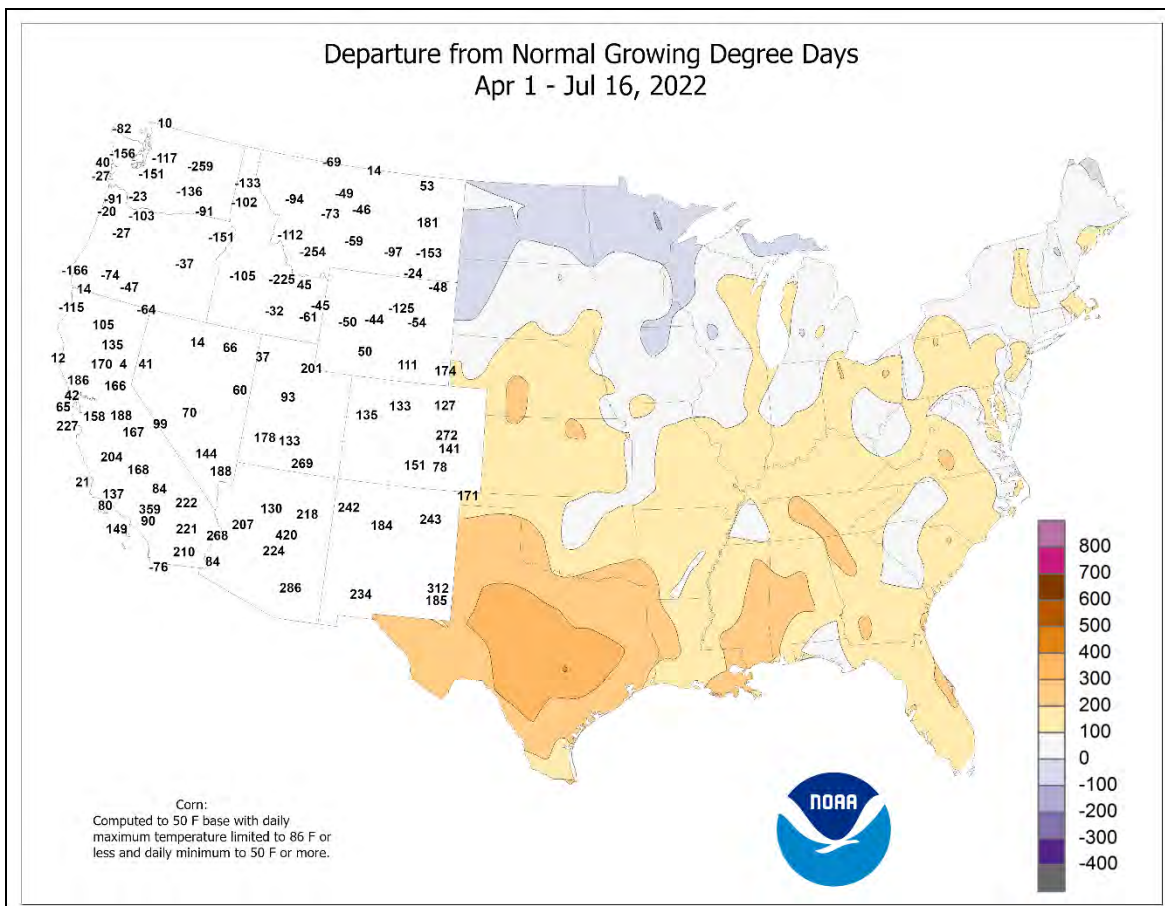 Departure from Normal Growing Degree Days
Apr 1 - Jul 16, 2022
-82 10
-156 -117 -259 -69 14
40 -151 53
-27 -136 -133 -94 -49
-91 -23 -102 -73 -46
-20 -103 -91 181
-27 -151 -112 -59
-254 -97 -153
-37
-166 -74 -105 -225 -24
14 -47 45 -48
-115 -64 -32 -45 -125
-61 -50 -44 -54
105
135 14 66 50
12 170 4 41 37 111
201 174
186 166 60 93
42
65 158 188 70 135 133 127
227 167 99 272
178 133 141
204 144 151 78
168 188 269
21 84 171
137 222
80 359 130 218 242 243
90 207 184
149 221 268 420
210 224
-76 84
286 234 312
185
800
700
600
500
400
300
200
100
0
-100
-200
-300
-400
NOAA
Corn:
Computed to 50 F base with daily
maximum temperature limited to 86 F or
less and daily minimum to 50 F or more.